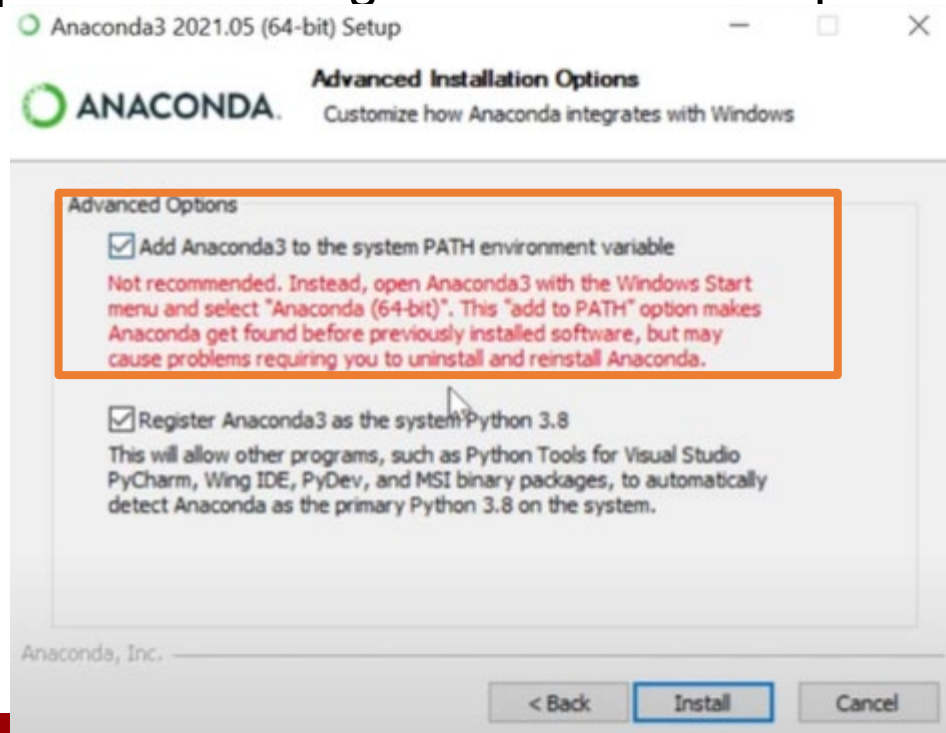 Anaconda3 2021.05 (64-bit) Setup
ANACONDA.
Advanced Installation Options
Customize how Anaconda integrates with Windows
Advanced Options
Add Anaconda3 to the system PATH environment variable
Not recommended. Instead, open Anaconda3 with the Windows Start
menu and select "Anaconda (64-bit)". This "add to PATH" option makes
Anaconda get found before previously installed software, but may
cause problems requiring you to uninstall and reinstall Anaconda.
Register Anaconda3 as the system Python 3.8
This will allow other programs, such as Python Tools for Visual Studio
PyCharm, Wing IDE, PyDev, and MSI binary packages, to automatically
detect Anaconda as the primary Python 3.8 on the system.
Anaconda, Inc.
< Back
Install
Cancel